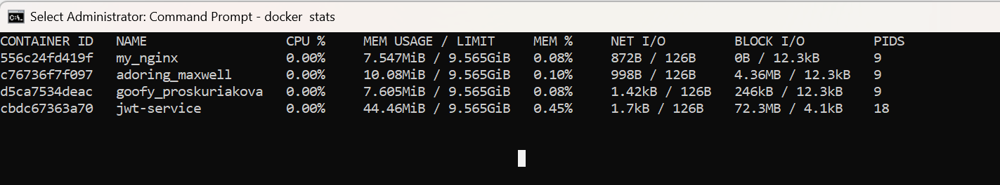 Select Administrator: Command Prompt - docker  stats
CONTAINER ID   NAME                CPU %     MEM USAGE / LIMIT     MEM %     NET I/O          BLOCK I/O         PIDS
556c24fd419f   my_nginx            0.00%     7.547MiB / 9.565GiB   0.08%     872B / 126B      0B / 12.3kB       9
c76736f7f097   adoring_maxwell     0.00%     10.08MiB / 9.565GiB   0.10%     998B / 126B      4.36MB / 12.3kB   9
d5ca7534deac   goofy_proskuriakova   0.00%     7.605MiB / 9.565GiB   0.08%     1.42kB / 126B    246kB / 12.3kB    9
cbdc67363a70   jwt-service         0.00%     44.46MiB / 9.565GiB   0.45%     1.7kB / 126B     72.3MB / 4.1kB    18